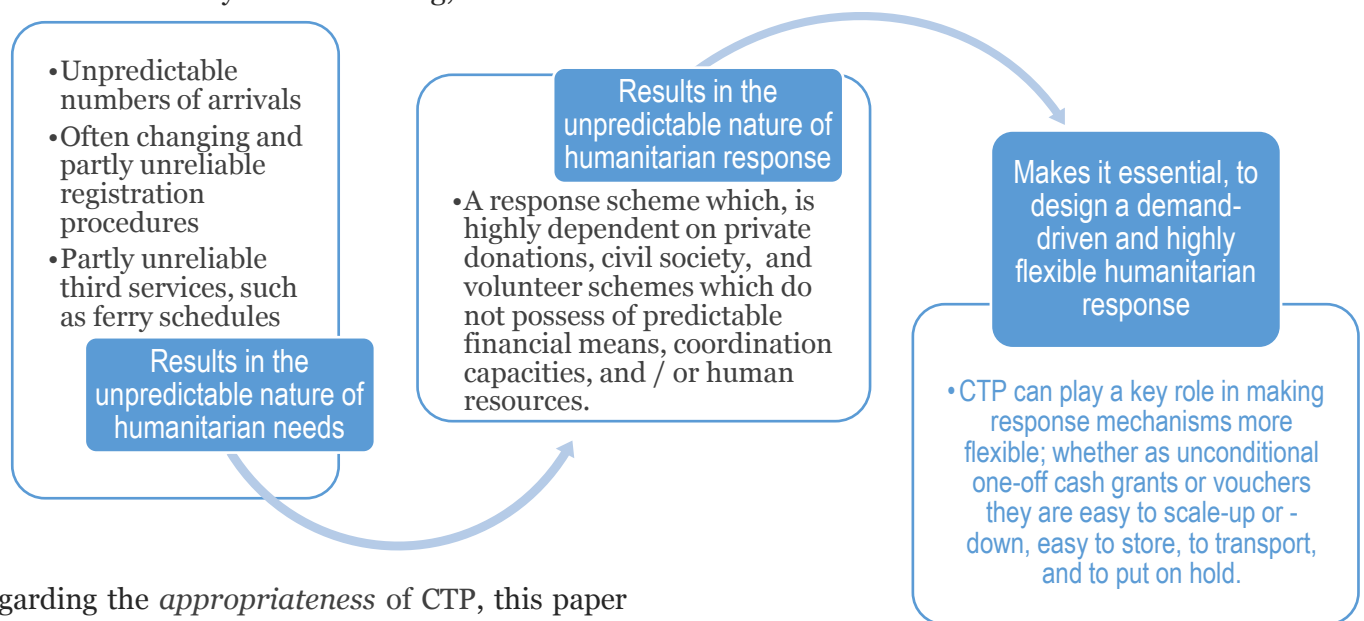 •Unpredictable
numbers of arrivals
•Often changing and
partly unreliable
registration
procedures
•Partly unreliable
third services, such
as ferry schedules
Results in the
unpredictable nature of
humanitarian needs
Results in the
unpredictable nature of
humanitarian response
•A response scheme which, is
highly dependent on private
donations, civil society, and
volunteer schemes which do
not possess of predictable
financial means, coordination
capacities, and / or human
resources.
Makes it essential, to
design a demand-
driven and highly
flexible humanitarian
response
•CTP can play a key role in making
response mechanisms more
flexible; whether as unconditional
one-off cash grants or vouchers
they are easy to scale-up or -
down, easy to store, to transport,
and to put on hold.
garding the appropriateness of CTP, this paper